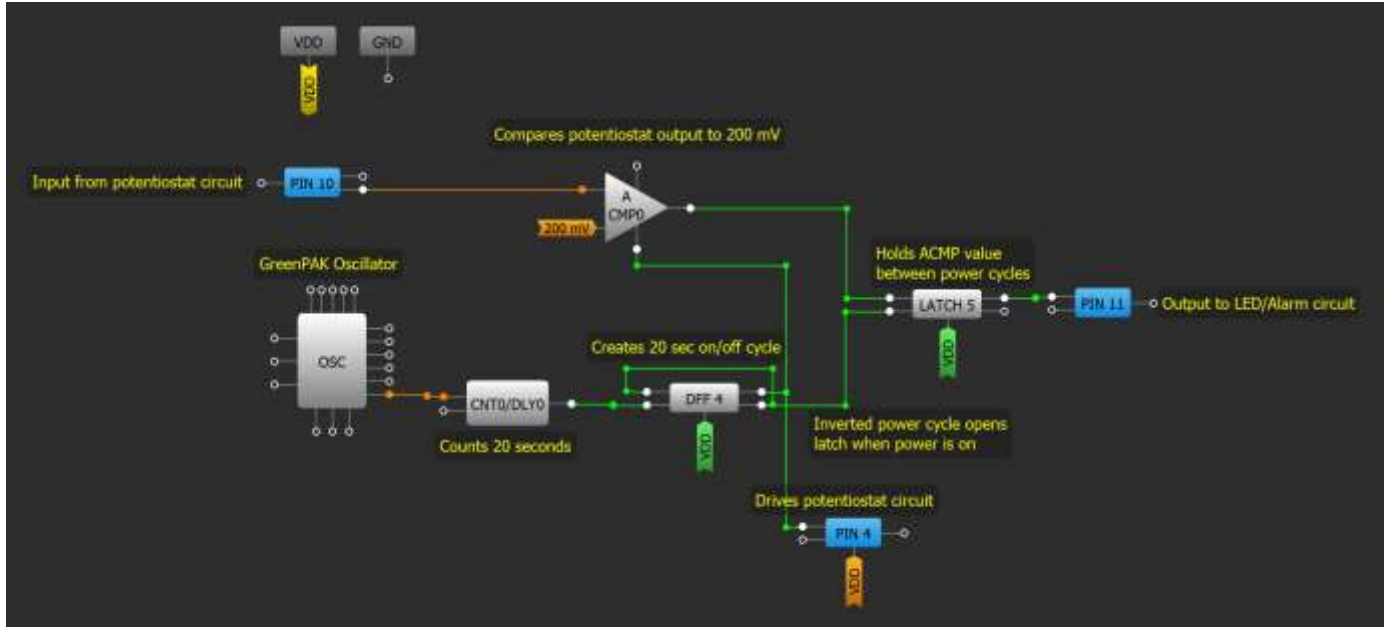 VDD
GND
VDD
Compares potentiostat output to 200 mV
Input from potentiostat circuit
PIN 10
A
CMP0
200 mV
GreenPAK Oscillator
Holds ACMP value
between power cycles
LATCH 5
PIN 11
Output to LED/Alarm circuit
VDD
OSC
Creates 20 sec on/off cycle
CNT0/DLY0
DFF 4
Counts 20 seconds
VDD
Inverted power cycle opens
latch when power is on
Drives potentiostat circuit
PIN 4
VDD